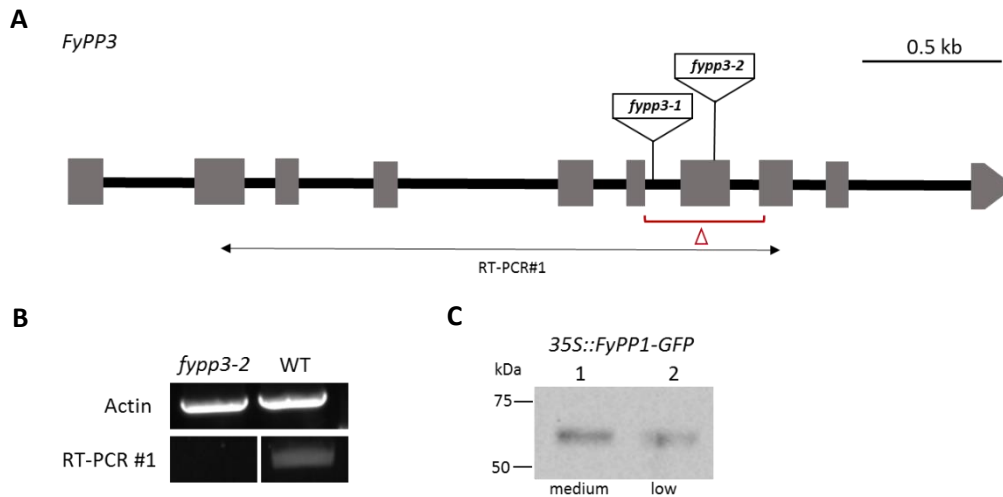 A
FyPP3
0.5 kb
fypp3-2
fypp3-1
Δ
RT-PCR#1
B
fypp3-2 WT
Actin
RT-PCR #1
C
35S::FyPP1-GFP
kDa 1 2
75
50
medium low